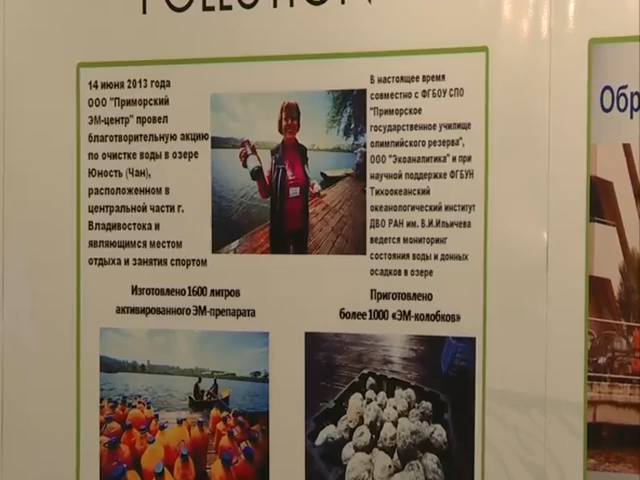 POLLUTION
14 июня 2013 года
ООО "Приморский
ЭМ-центр" провел
благотворительную акцию
по очистке воды в озере
Юность (Чан),
расположенном в
центральной части г.
Владивостока и
являющимся местом
отдыха и занятия спортом
В настоящее время
совместно с ФГБОУ СПО
"Приморское
государственное училище
олимпийского резерва",
ООО "Экоаналитика" и при
научной поддержке ФГБУН
Тихоокеанский
океанологический институт
ДВО РАН им. В.И.Ильичева
ведется мониторинг
состояния воды и донных
осадков в озере
Изготовлено 1600 литров
активированного ЭМ-препарата
Приготовлено
более 1000 «ЭМ-колобков»
Обр